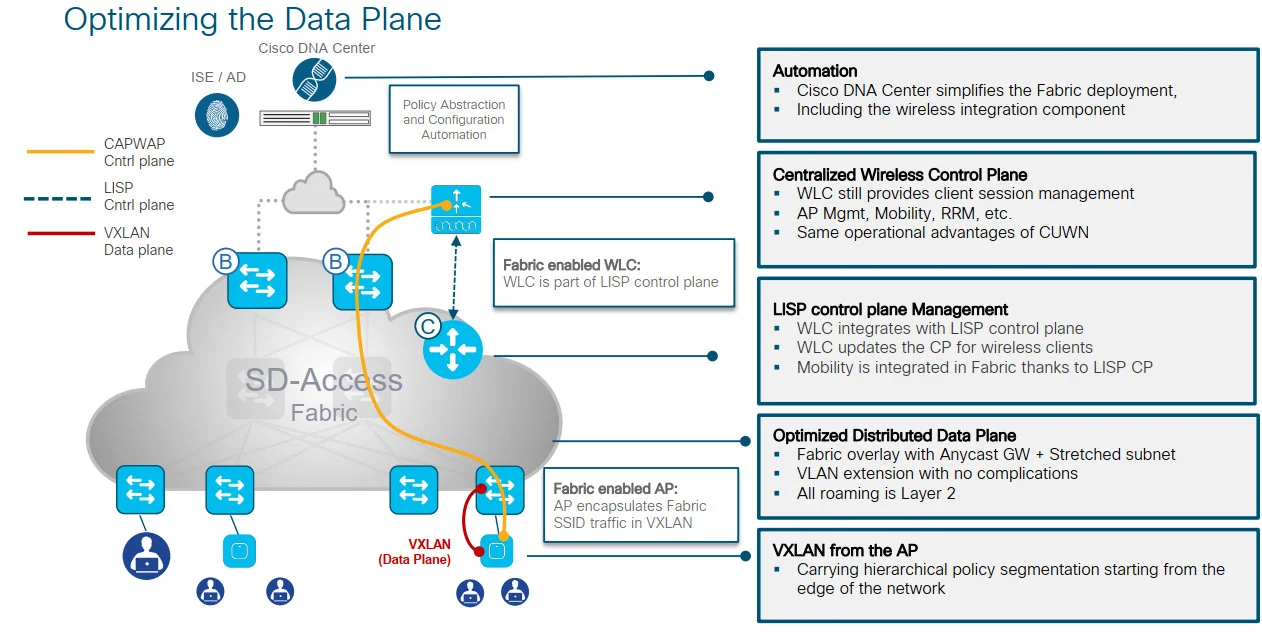 Optimizing the Data Plane
Cisco DNA Center
ISE / AD
Policy Abstraction
and Configuration
Automation
CAPWAP
Cntrl plane
LISP
Cntrl plane
VXLAN
Data plane
B
B
C
Fabric enabled WLC:
WLC is part of LISP control plane
SD-Access
Fabric
Fabric enabled AP:
AP encapsulates Fabric
SSID traffic in VXLAN
VXLAN
(Data Plane)
Automation
▪ Cisco DNA Center simplifies the Fabric deployment,
▪ Including the wireless integration component
Centralized Wireless Control Plane
▪ WLC still provides client session management
▪ AP Mgmt, Mobility, RRM, etc.
▪ Same operational advantages of CUWN
LISP control plane Management
▪ WLC integrates with LISP control plane
▪ WLC updates the CP for wireless clients
▪ Mobility is integrated in Fabric thanks to LISP CP
Optimized Distributed Data Plane
▪ Fabric overlay with Anycast GW + Stretched subnet
▪ VLAN extension with no complications
▪ All roaming is Layer 2
VXLAN from the AP
▪ Carrying hierarchical policy segmentation starting from the
edge of the network